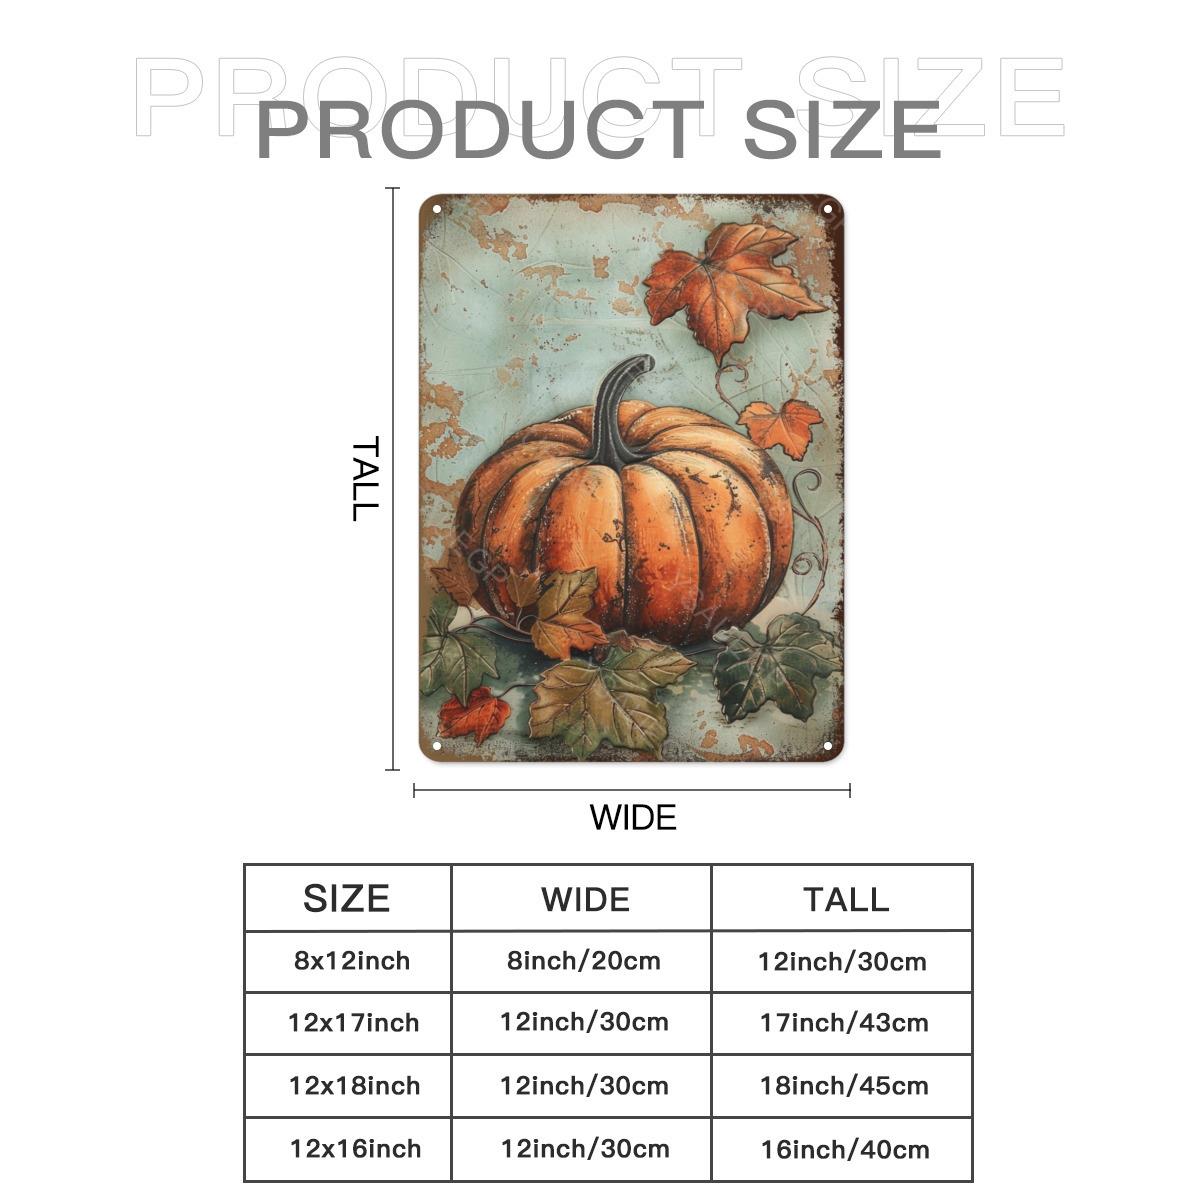 PRODUCT SIZE
PRODUCT SIZE
TALL
WIDE
SIZE WIDE TALL
8x12inch 8inch/20cm 12inch/30cm
12x17inch 12inch/30cm 17inch/43cm
12x18inch 12inch/30cm 18inch/45cm
12x16inch 12inch/30cm 16inch/40cm